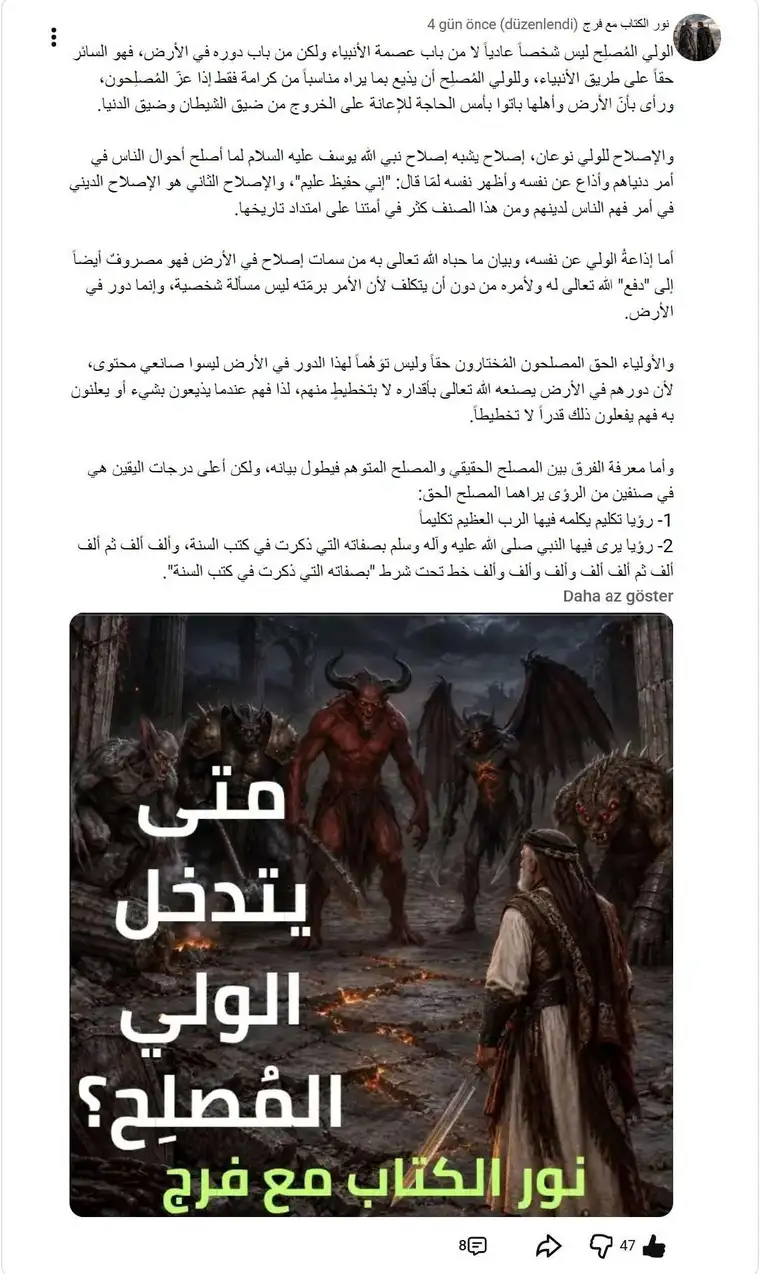 نور الكتاب مع فرج 4 gün önce (düzenlendi)
الولي المُصلِح ليس شخصاً عادياً لا من باب عصمة الأنبياء ولكن من باب دوره في الأرض، فهو السائر
حقاً على طريق الأنبياء، وللولي المُصلِح أن يذيع بما يراه مناسباً من كرامة فقط إذا عزّ المُصلِحون،
ورأى بأنّ الأرض وأهلها باتوا بأمس الحاجة للإعانة على الخروج من ضيق الشيطان وضيق الدنيا.
والإصلاح للولي نوعان، إصلاح يشبه إصلاح نبي الله يوسف عليه السلام لما أصلح أحوال الناس في
أمر دنياهم وأذاع عن نفسه وأظهر نفسه لمّا قال: "إني حفيظ عليم"، والإصلاح الثاني هو الإصلاح الديني
في أمر فهم الناس لدينهم ومن هذا الصنف كثر في أمتنا على امتداد تاريخها.
أما إذاعةُ الولي عن نفسه، وبيان ما حباه الله تعالى به من سمات إصلاح في الأرض فهو مصروفٌ أيضاً
إلى "دفع" الله تعالى له ولأمره من دون أن يتكلف لأن الأمر برمّته ليس مسألة شخصية، وإنما دور في
الأرض.
والأولياء الحق المصلحون المُختارون حقاً وليس توَهُماً لهذا الدور في الأرض ليسوا صانعي محتوى،
لأن دورهم في الأرض يصنعه الله تعالى بأقداره لا بتخطيطٍ منهم، لذا فهم عندما يذيعون بشيء أو يعلنون
به فهم يفعلون ذلك قدراً لا تخطيطاً.
وأما معرفة الفرق بين المصلح الحقيقي والمصلح المتوهم فيطول بيانه، ولكن أعلى درجات اليقين هي
في صنفين من الرؤى يراهما المصلح الحق:
1- رؤيا تكليم يكلمه فيها الرب العظيم تكليماً
2- رؤيا يرى فيها النبي صلى الله عليه وآله وسلم بصفاته التي ذكرت في كتب السنة، وألف ألف ثم ألف
ألف ثم ألف ألف وألف وألف وألف خط تحت شرط "بصفاته التي ذكرت في كتب السنة".
Daha az göster
متى
يتدخل
الولي
المُصلِح؟
نور الكتاب مع فرج
47
8